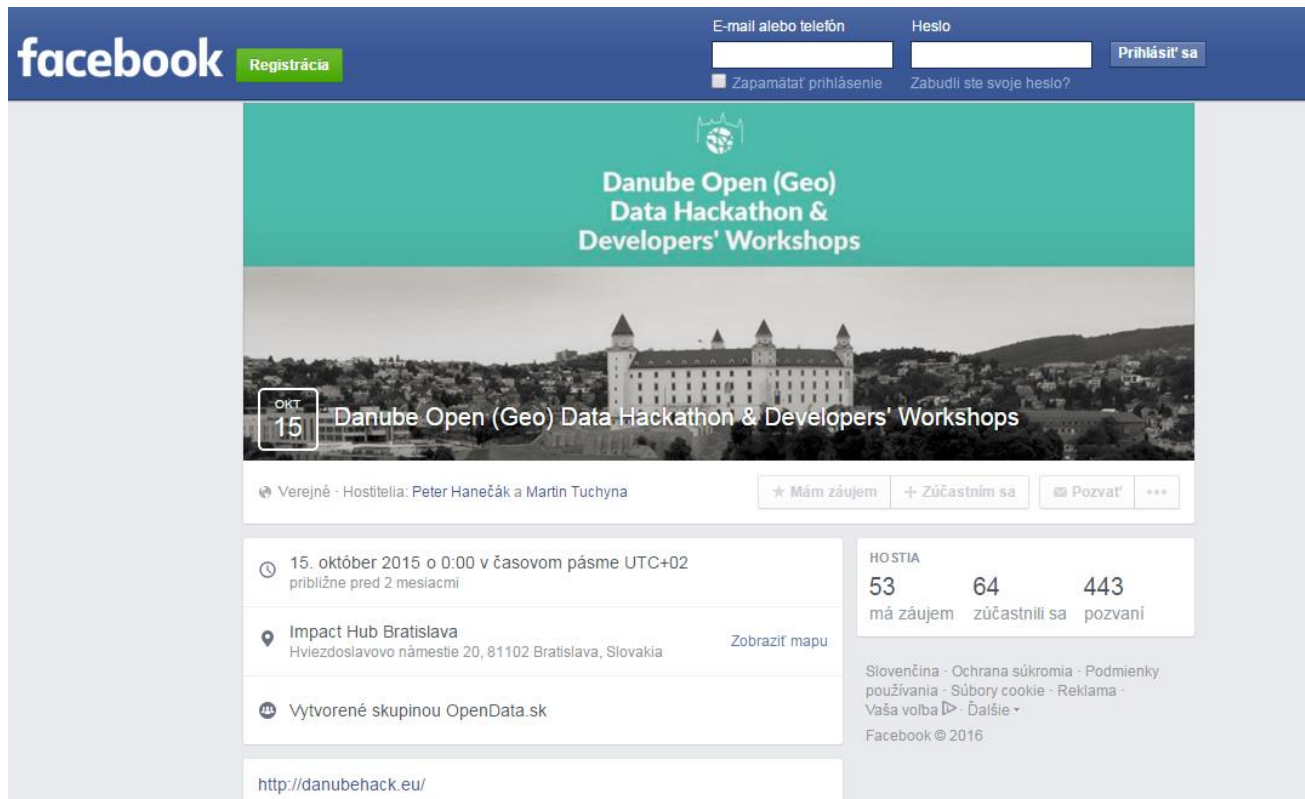 facebook
Registrácia
E-mail alebo telefón
Heslo
Prihlásiť sa
Zapamätať prihlásenie
Zabudli ste svoje heslo?
Danube Open (Geo)
Data Hackathon &
Developers' Workshops
OKT
15
Danube Open (Geo) Data Hackathon & Developers' Workshops
Verejné · Hostitelia: Peter Hanečák a Martin Tuchyna
Mám záujem
Zúčastním sa
Pozvať
15. október 2015 o 0:00 v časovom pásme UTC+02
približne pred 2 mesiacmi
Impact Hub Bratislava
Hviezdoslavovo námestie 20, 81102 Bratislava, Slovakia
Zobraziť mapu
Vytvorené skupinou OpenData.sk
http://danubehack.eu/
HOSTIA
53 64 443
má záujem zúčastnili sa pozvaní
Slovenčina · Ochrana súkromia · Podmienky
používania · Súbory cookie · Reklama ·
Vaša voľba · Ďalšie
Facebook © 2016